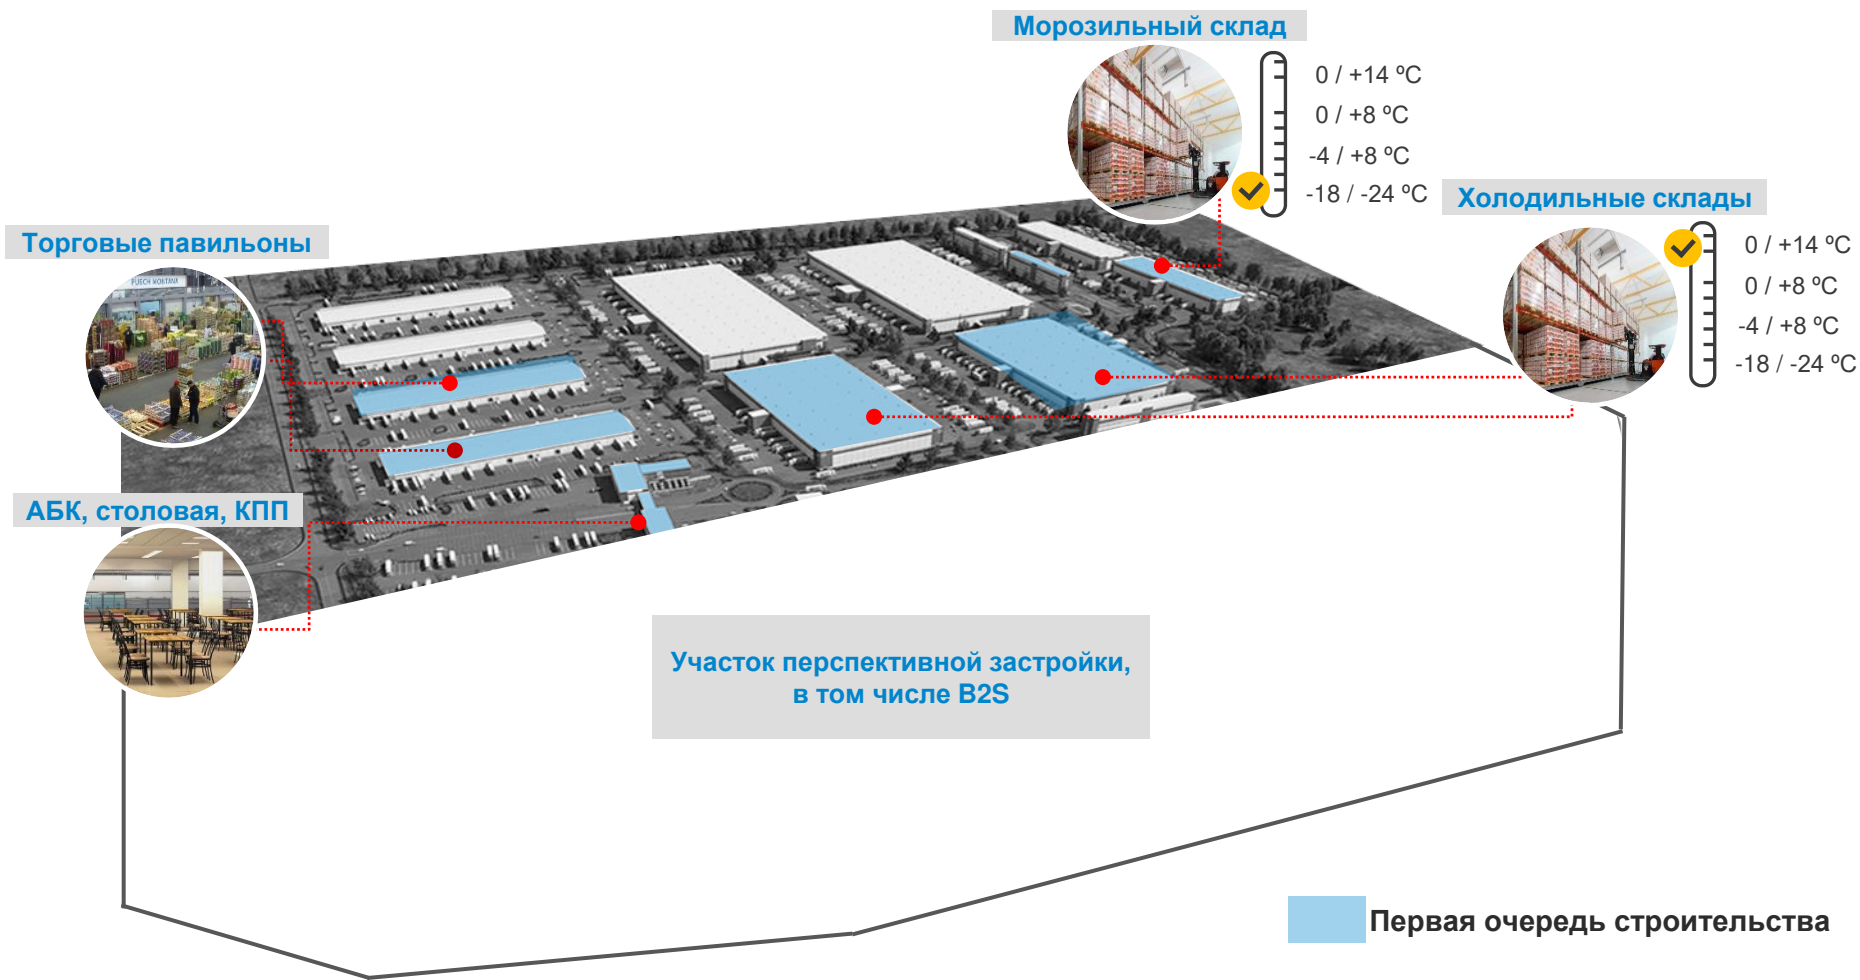 Морозильный склад
0 / +14 ºC
0 / +8 ºC
-4 / +8 ºC
-18 / -24 ºC
Холодильные склады
0 / +14 ºC
0 / +8 ºC
-4 / +8 ºC
-18 / -24 ºC
Торговые павильоны
PUECH MONTANA
АБК, столовая, КПП
Участок перспективной застройки,
в том числе B2S
Первая очередь строительства